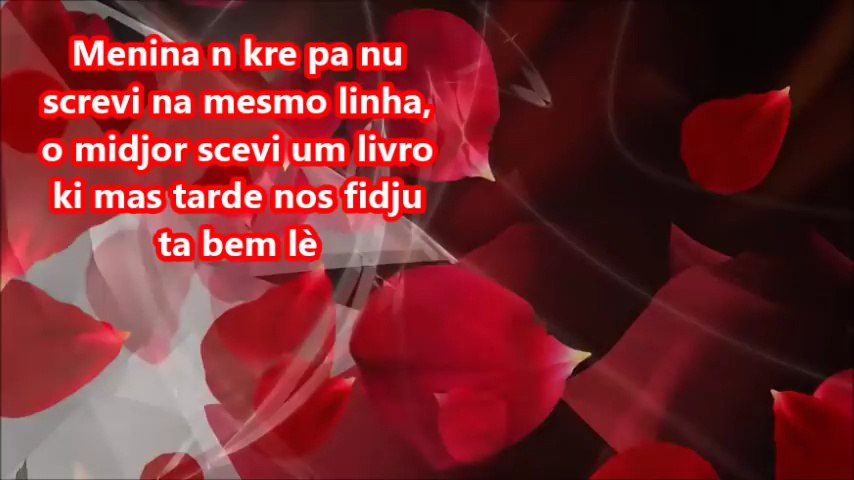 Menina n kre pa nu
screvi na mesmo linha,
o midjor scevi um livro
ki mas tarde nos fidju
ta bem lè